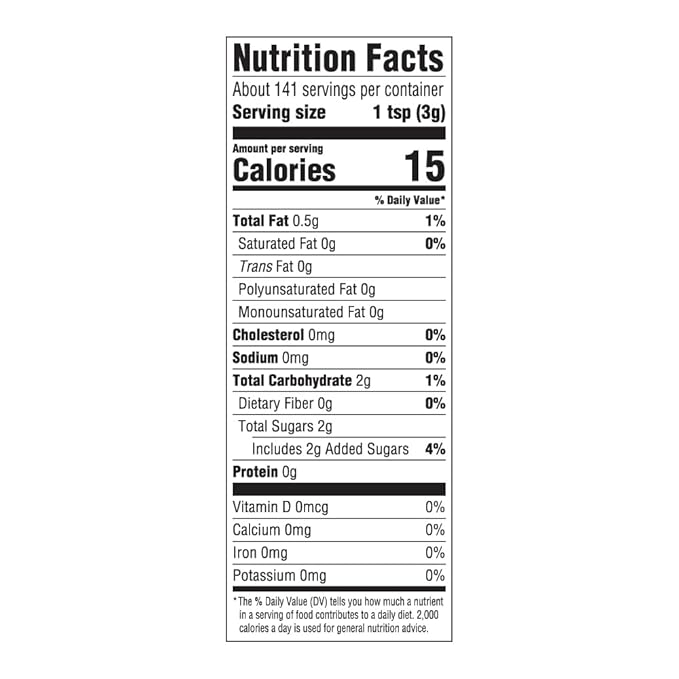 Nutrition Facts
About 141 servings per container
Serving size 1 tsp (3g)
Amount per serving
Calories 15
% Daily Value*
Total Fat 0.5g 1%
Saturated Fat 0g 0%
Trans Fat 0g
Polyunsaturated Fat 0g
Monounsaturated Fat 0g
Cholesterol 0mg 0%
Sodium 0mg 0%
Total Carbohydrate 2g 1%
Dietary Fiber 0g 0%
Total Sugars 2g
Includes 2g Added Sugars 4%
Protein 0g
Vitamin D 0mcg 0%
Calcium 0mg 0%
Iron 0mg 0%
Potassium 0mg 0%
*The % Daily Value (DV) tells you how much a nutrient
in a serving of food contributes to a daily diet. 2,000
calories a day is used for general nutrition advice.